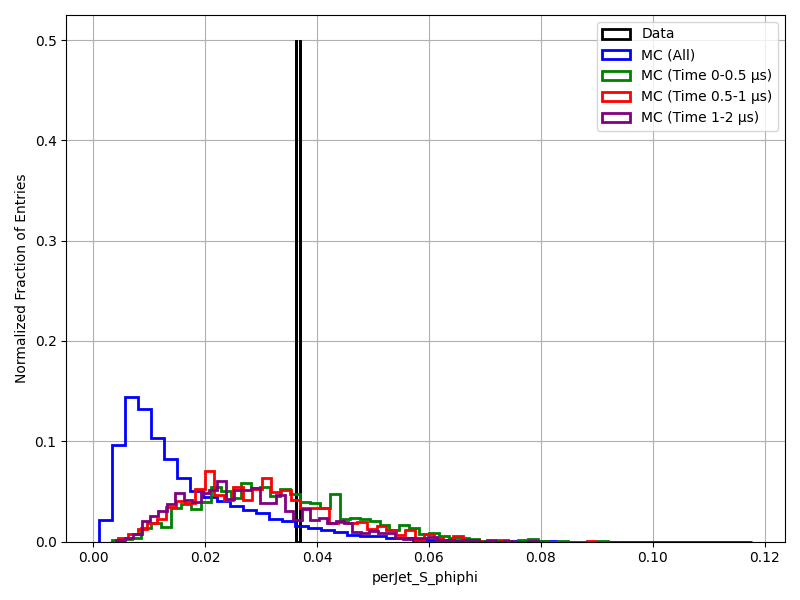 Data
MC (All)
MC (Time 0-0.5 μs)
MC (Time 0.5-1 μs)
MC (Time 1-2 μs)
Normalized Fraction of Entries
0.5
0.4
0.3
0.2
0.1
0.0
0.00 0.02 0.04 0.06 0.08 0.10 0.12
perJet_S_phiphi